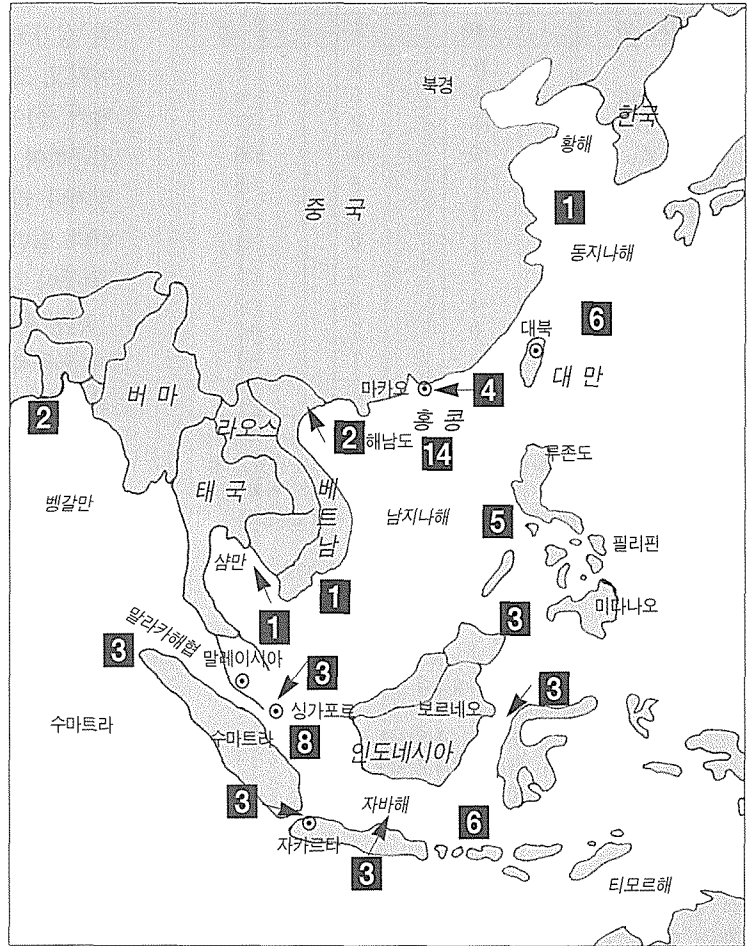 북경
한국
황해
중 국
1
동지나해
6
대북
대 만
버 마
마카오
4
2
라오스
2
해남도
홍 콩
14
루존도
태 국
베트남
벵갈만
남지나해
5
필리핀
샴만
1
1
미다나오
3
말라카해협
3
말레이시아
3
3
수마트라
싱가포르
보르네오
수마트라
8
인도네시아
3
자바해
6
자카르타
3
티모르해